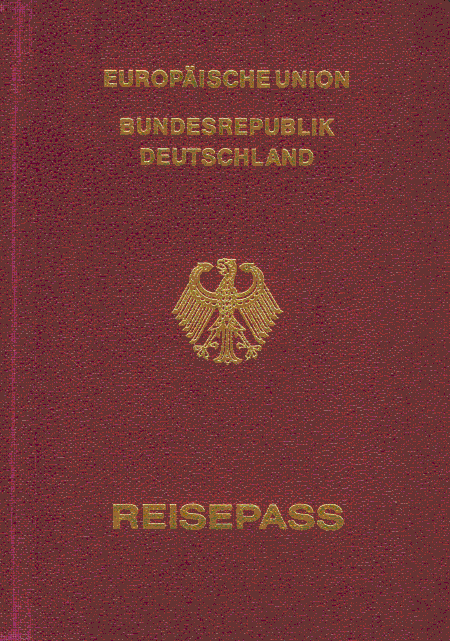 EUROPÄISCHE UNION
BUNDESREPUBLIK
DEUTSCHLAND
REISEPASS